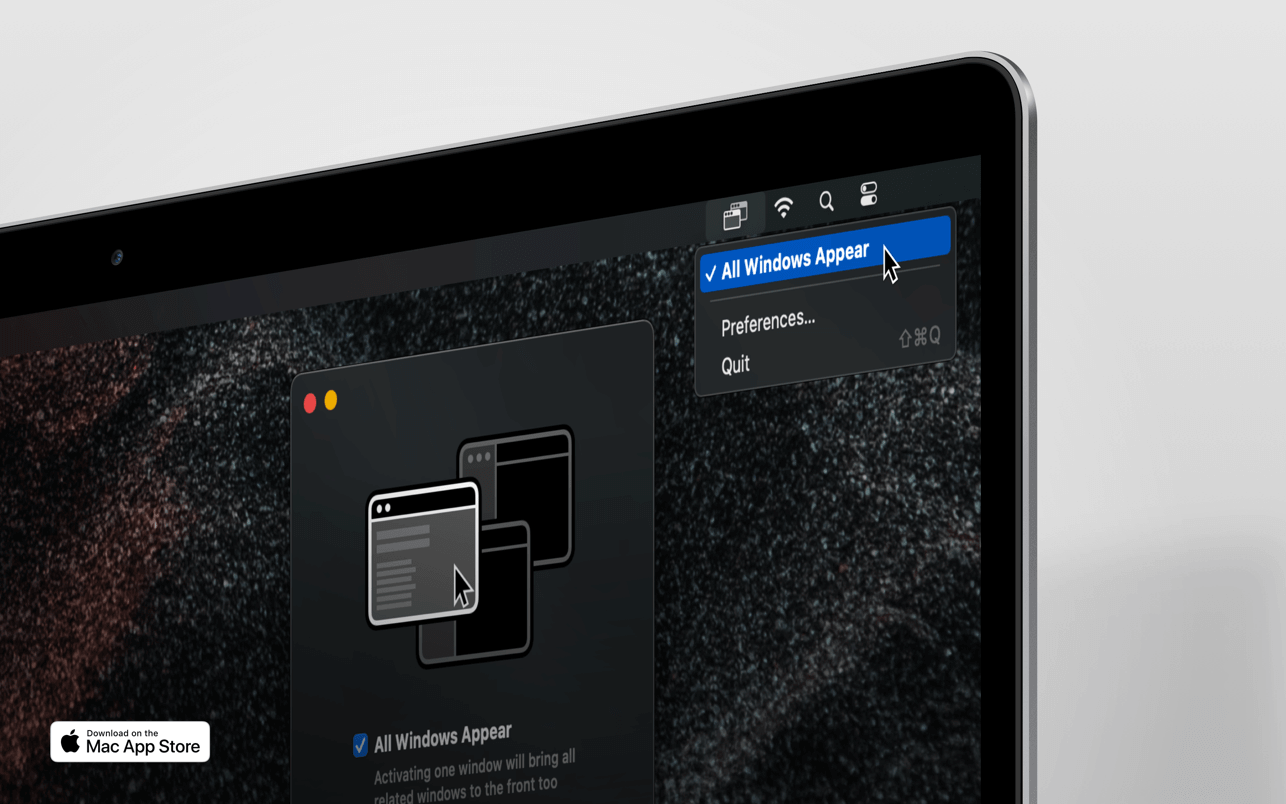 ✓ All Windows Appear
Preferences...
Quit ⇧⌘Q
All Windows Appear
Activating one window will bring all
related windows to the front too
Download on the
Mac App Store